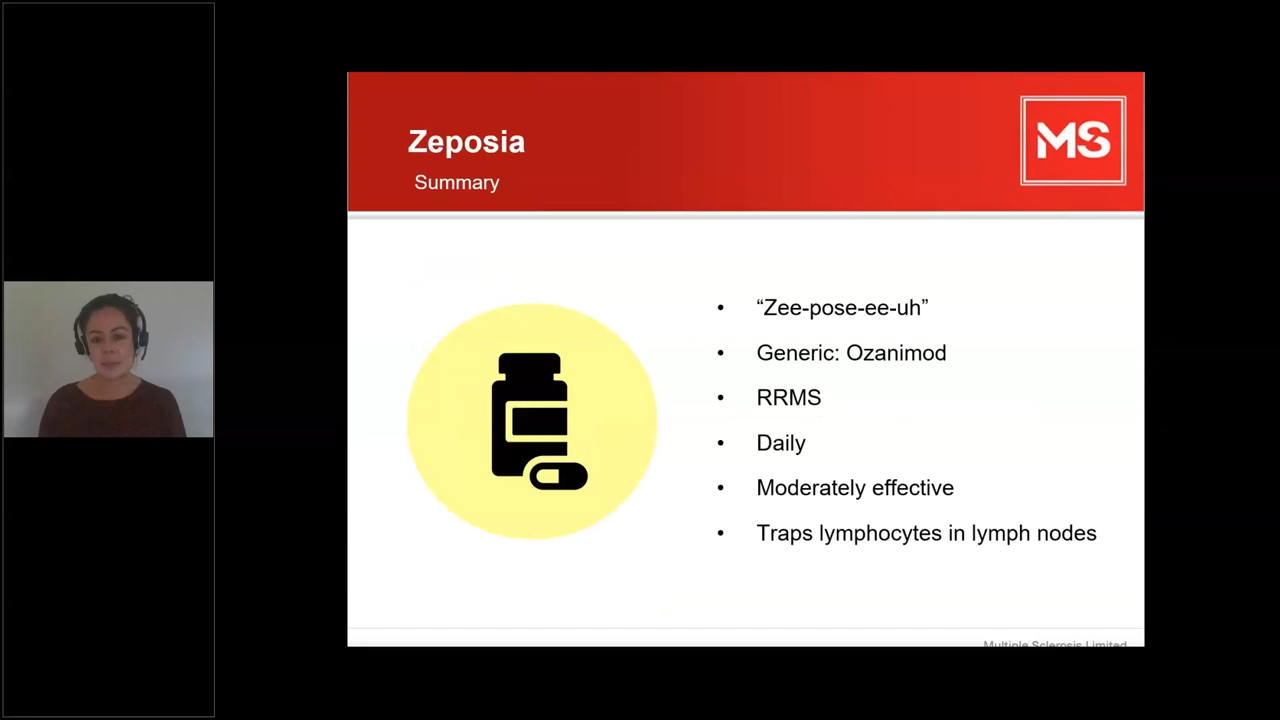 Zeposia
Summary
MS
• “Zee-pose-ee-uh”
• Generic: Ozanimod
• RRMS
• Daily
• Moderately effective
• Traps lymphocytes in lymph nodes
Multiple Sclerosis Limited